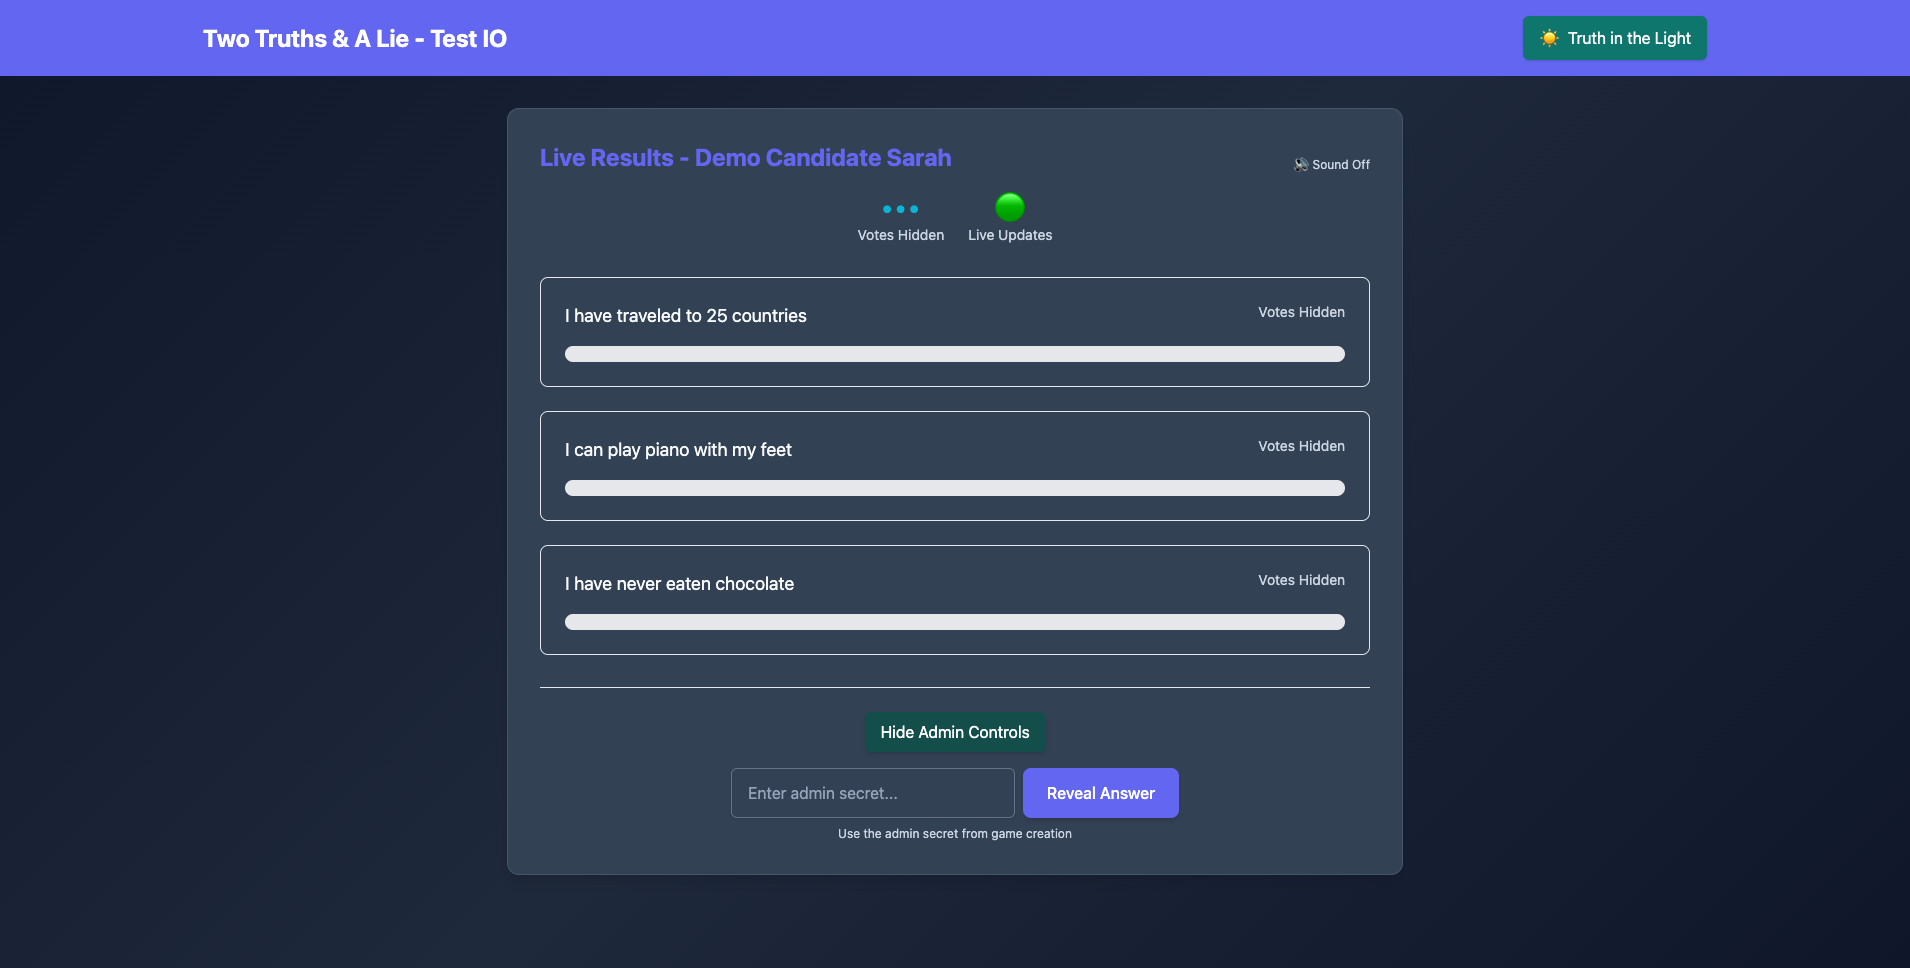 Two Truths & A Lie - Test IO
Truth in the Light
Live Results - Demo Candidate Sarah
Sound Off
Votes Hidden
Live Updates
I have traveled to 25 countries
Votes Hidden
I can play piano with my feet
Votes Hidden
I have never eaten chocolate
Votes Hidden
Hide Admin Controls
Enter admin secret...
Reveal Answer
Use the admin secret from game creation